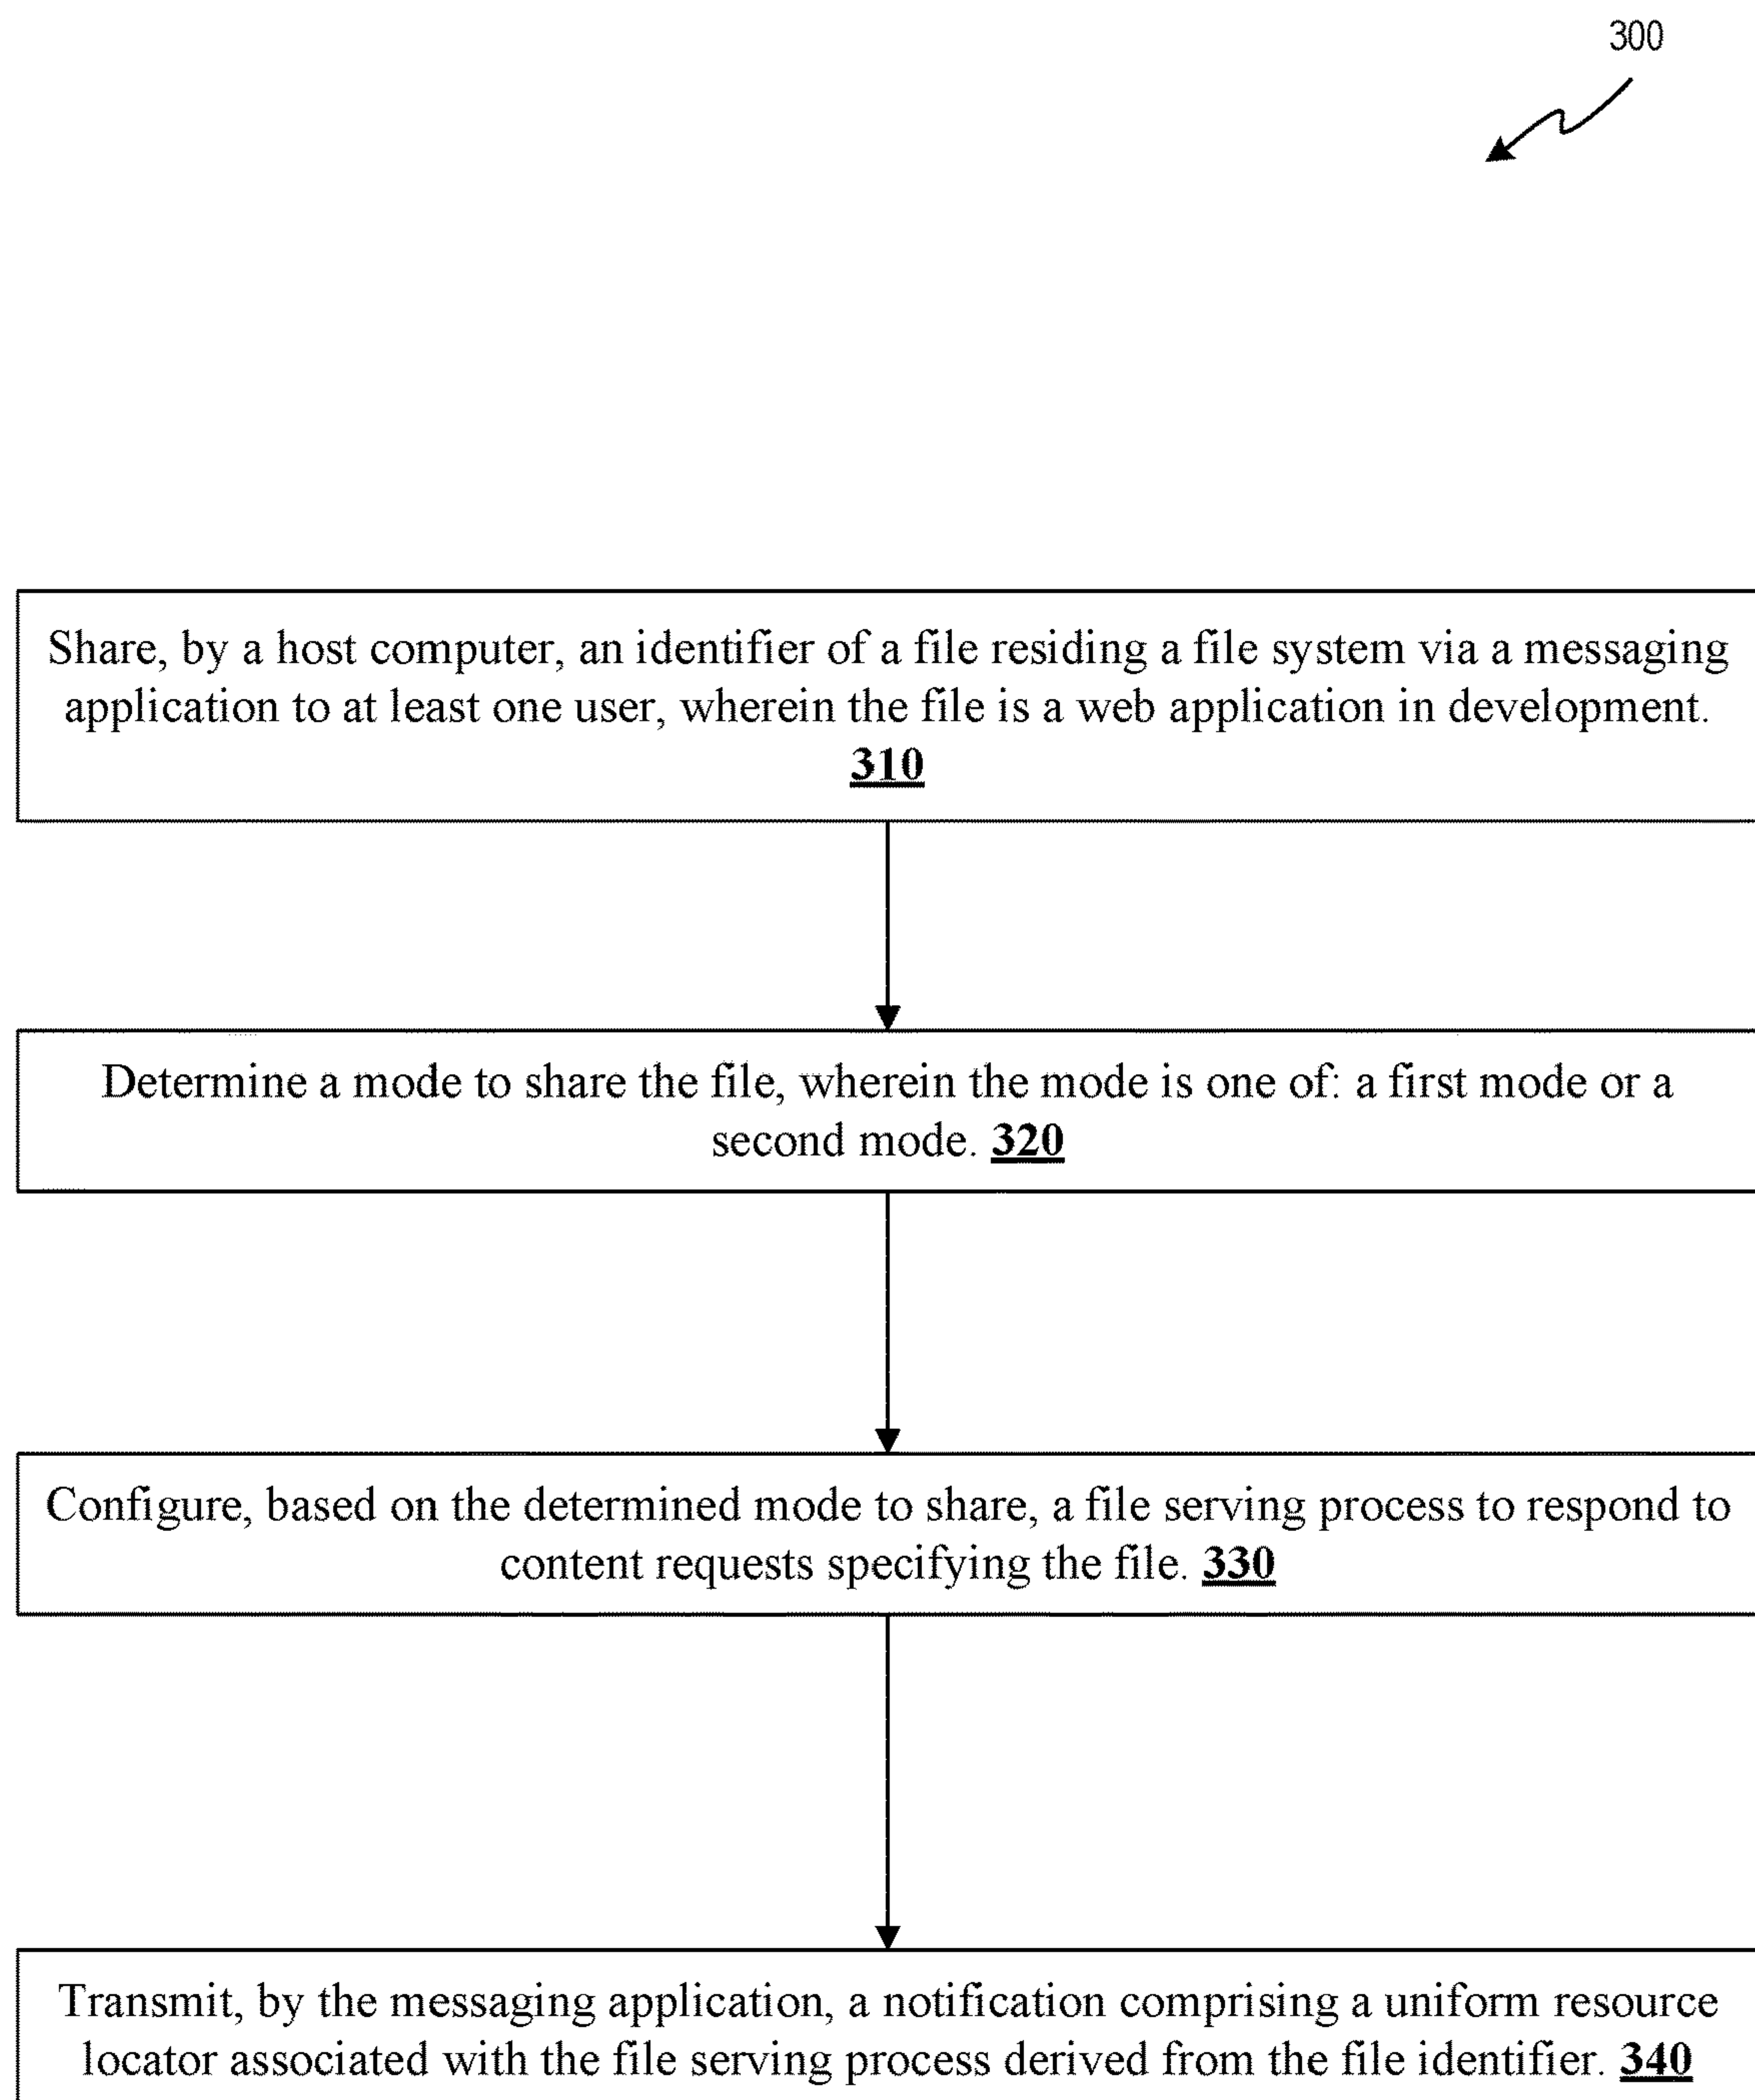 300
Share, by a host computer, an identifier of a file residing a file system via a messaging
application to at least one user, wherein the file is a web application in development.
310
Determine a mode to share the file, wherein the mode is one of: a first mode or a
second mode. 320
Configure, based on the determined mode to share, a file serving process to respond to
content requests specifying the file. 330
Transmit, by the messaging application, a notification comprising a uniform resource
locator associated with the file serving process derived from the file identifier. 340